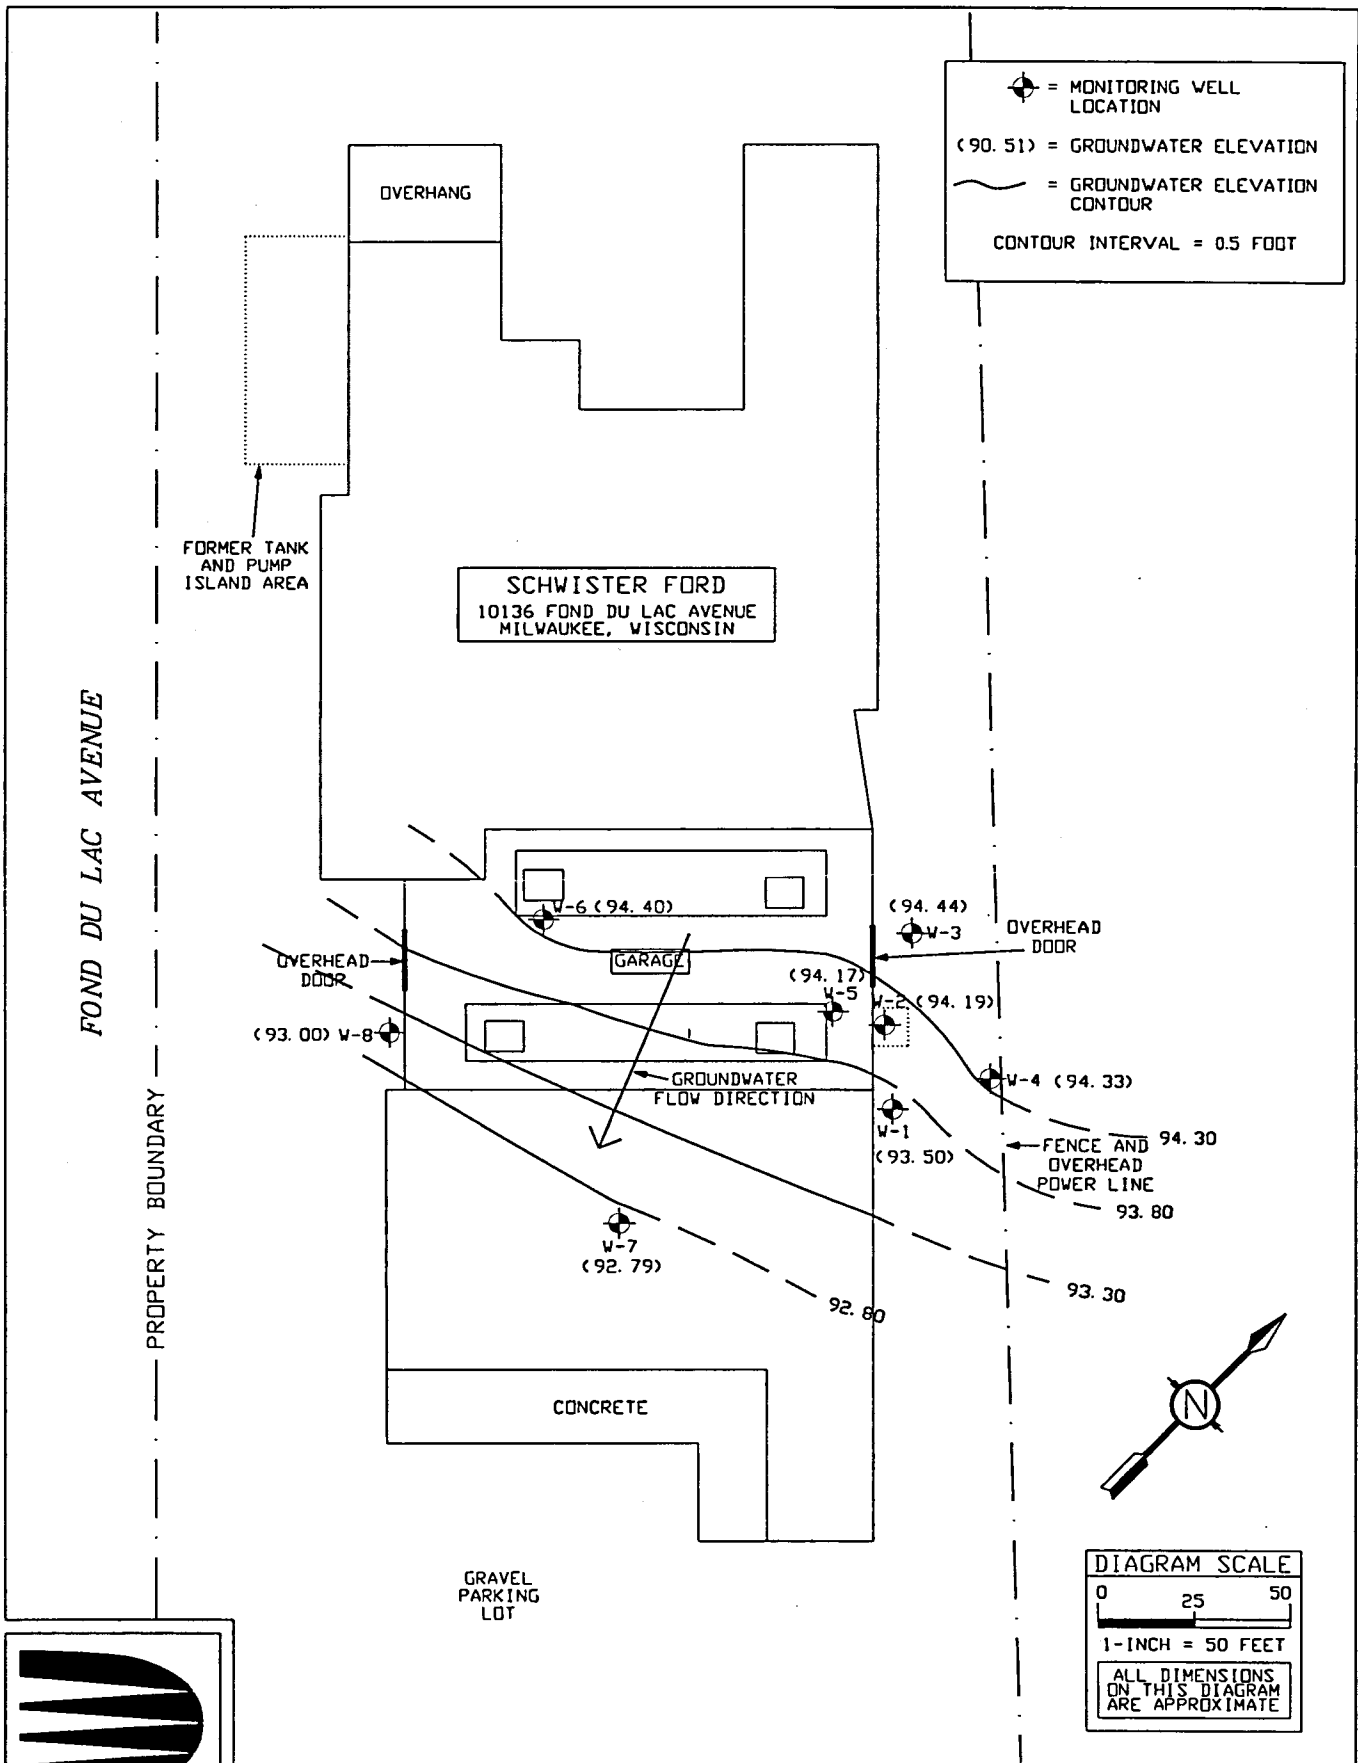 = MONITORING WELL
LOCATION
(90.51) = GROUNDWATER ELEVATION
= GROUNDWATER ELEVATION
CONTOUR
CONTOUR INTERVAL = 0.5 FOOT
OVERHANG
FORMER TANK
AND PUMP
ISLAND AREA
SCHWISTER FORD
10136 FOND DU LAC AVENUE
MILWAUKEE, WISCONSIN
FOND DU LAC AVENUE
PROPERTY BOUNDARY
W-6 (94.40)
(94.44)
W-3
OVERHEAD
DOOR
OVERHEAD
DOOR
GARAGE
(94.17)
W-5
W-2 (94.19)
(93.00) W-8
GROUNDWATER
FLOW DIRECTION
W-4 (94.33)
W-1
(93.50)
94.30
FENCE AND
OVERHEAD
POWER LINE
93.80
W-7
(92.79)
93.30
92.80
CONCRETE
N
GRAVEL
PARKING
LOT
DIAGRAM SCALE
0 25 50
1-INCH = 50 FEET
ALL DIMENSIONS
ON THIS DIAGRAM
ARE APPROXIMATE